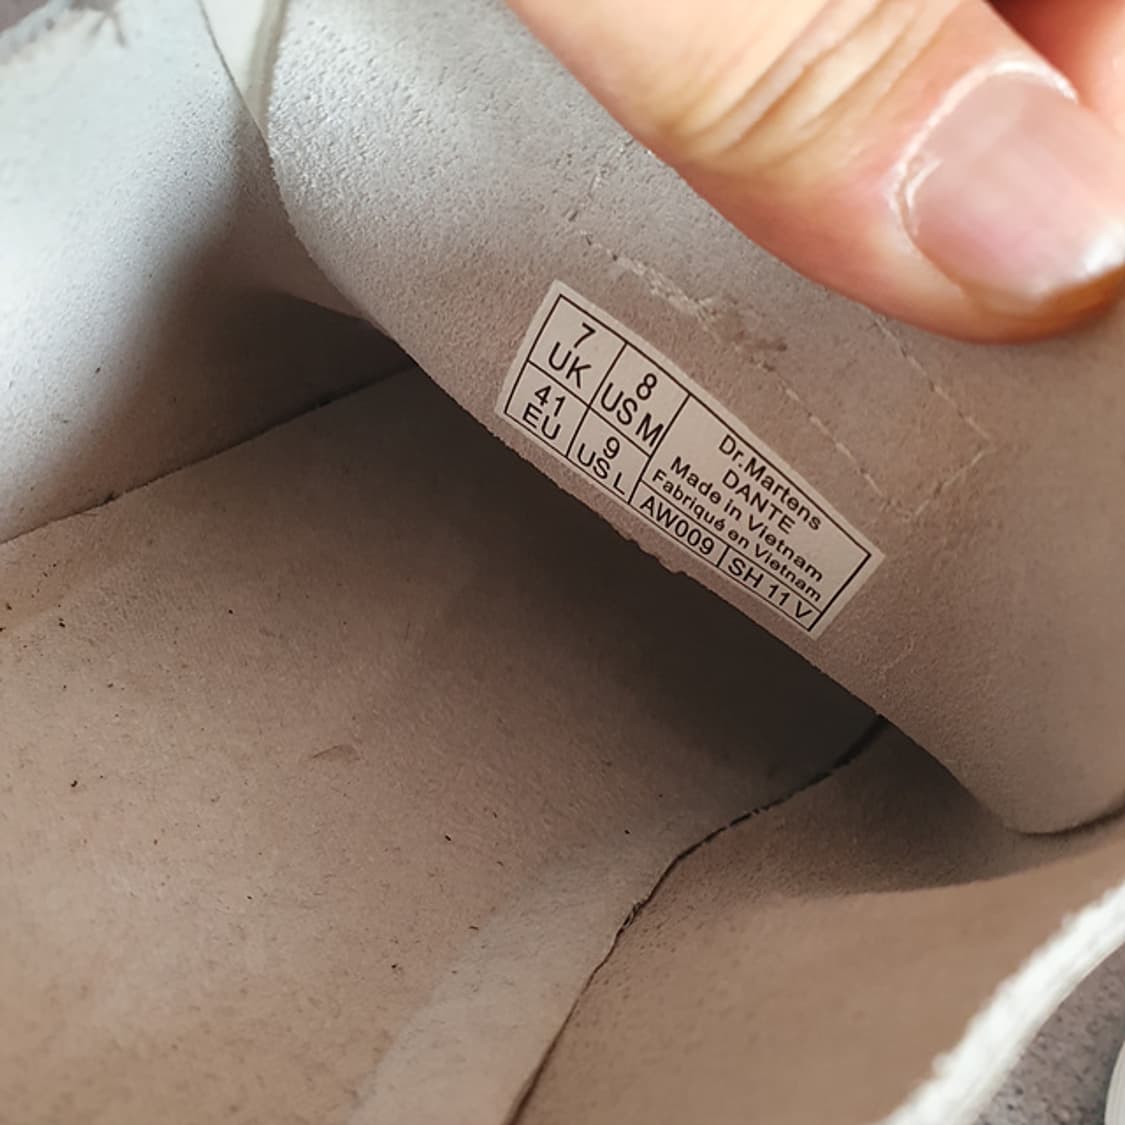 7
UK
8
US M
41
EU
9
US L
Dr.Martens
DANTE
Made in Vietnam
Fabriqué en Vietnam
AW009
SH 11 V